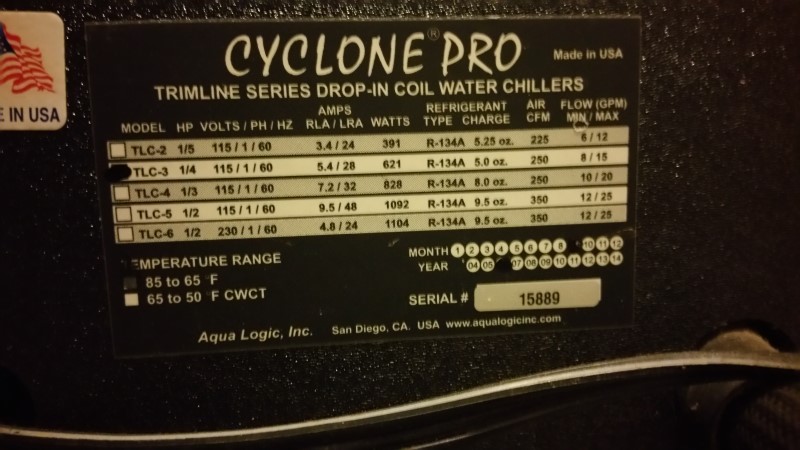 CYCLONE® PRO
Made in USA
E IN USA
TRIMLINE SERIES DROP-IN COIL WATER CHILLERS
MODEL HP VOLTS / PH / HZ AMPS RLA / LRA WATTS REFRIGERANT TYPE CHARGE AIR CFM FLOW (GPM) MIN / MAX
TLC-2 1/5 115 / 1 / 60 3.4 / 24 391 R-134A 5.25 oz. 225 6 / 12
TLC-3 1/4 115 / 1 / 60 5.4 / 28 621 R-134A 5.0 oz. 250 8 / 15
TLC-4 1/3 115 / 1 / 60 7.2 / 32 828 R-134A 8.0 oz. 250 10 / 20
TLC-5 1/2 115 / 1 / 60 9.5 / 48 1092 R-134A 9.5 oz. 350 12 / 25
TLC-6 1/2 230 / 1 / 60 4.8 / 24 1104 R-134A 9.5 oz. 350 12 / 25
EMPERATURE RANGE
85 to 65 °F
65 to 50 °F CWCT
MONTH 1 2 3 4 5 6 7 8 10 11 12
YEAR 04 05 07 08 09 10 11 12 13 14
SERIAL # 15889
Aqua Logic, Inc. San Diego, CA. USA www.aqualogicinc.com